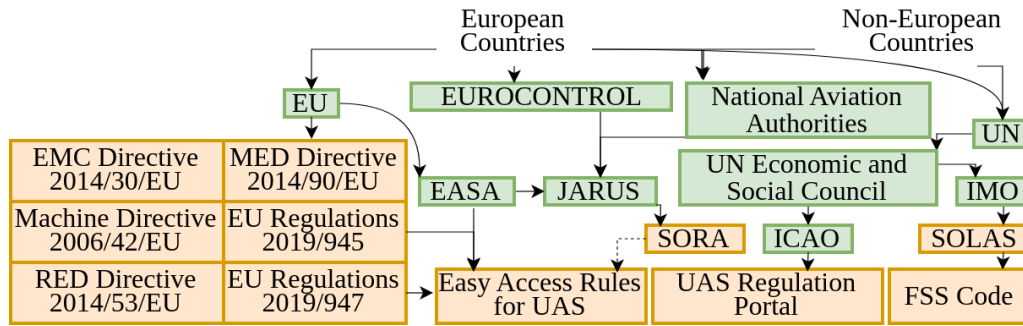 European
Countries
Non-European
Countries
EU
EUROCONTROL
National Aviation
Authorities
UN
EMC Directive
2014/30/EU
MED Directive
2014/90/EU
UN Economic and
Social Council
EASA
JARUS
IMO
Machine Directive
2006/42/EU
EU Regulations
2019/945
SORA
ICAO
SOLAS
RED Directive
2014/53/EU
EU Regulations
2019/947
Easy Access Rules
for UAS
UAS Regulation
Portal
FSS Code